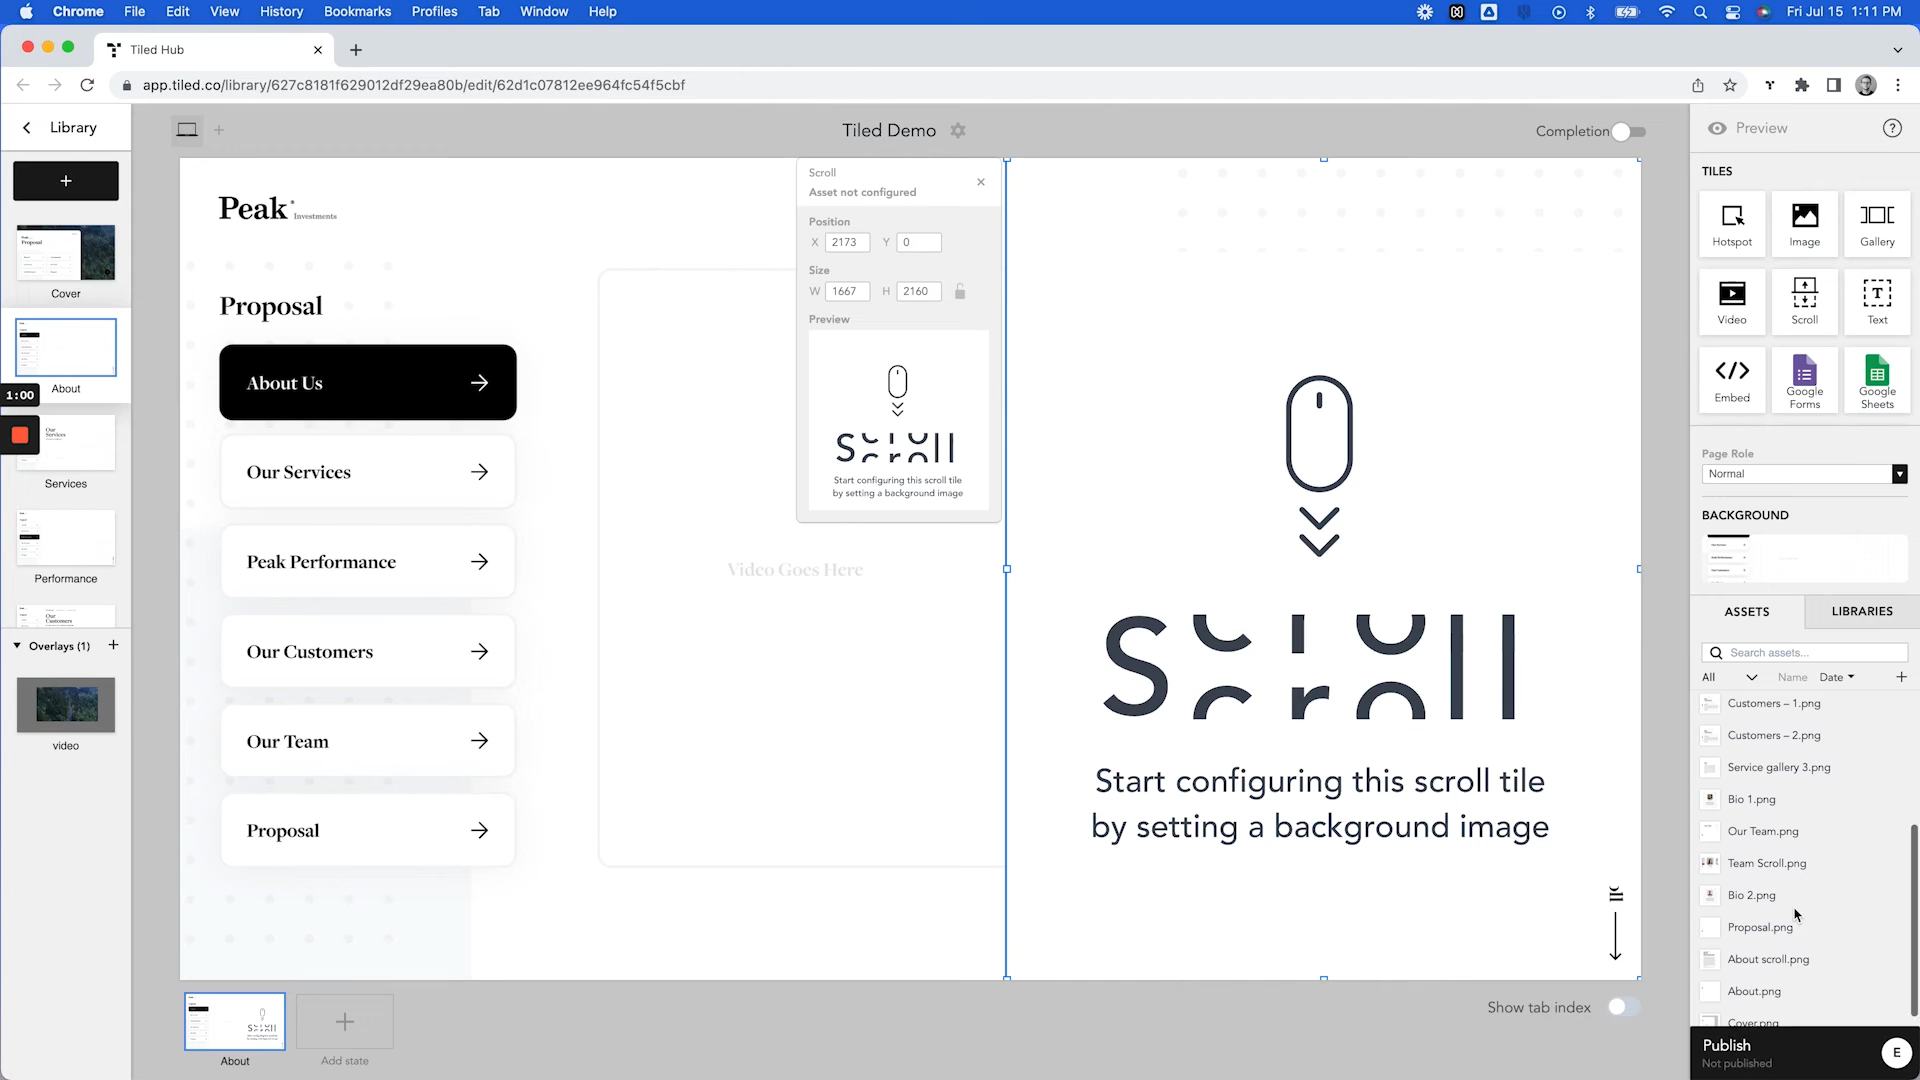 Chrome File Edit View History Bookmarks Profiles Tab Window Help Fri Jul 15 1:11 PM
Tiled Hub
app.tiled.co/library/627c8181f629012df29ea80b/edit/62d1c07812ee964fc54f5cbf
Library
Tiled Demo
Completion
Preview
Cover
About
1:00
Services
Performance
Our
Customers
Overlays (1)
video
Peak Investments
Proposal
About Us
Our Services
Peak Performance
Our Customers
Our Team
Proposal
Video Goes Here
Scroll
Asset not configured
Position
X 2173 Y 0
Size
W 1667 H 2160
Preview
Scroll
Start configuring this scroll tile
by setting a background image
Scroll
Start configuring this scroll tile
by setting a background image
About
Add state
Show tab index
TILES
Hotspot Image Gallery
Video Scroll Text
Embed Google Forms Google Sheets
Page Role
Normal
BACKGROUND
ASSETS LIBRARIES
Search assets...
All Name Date
Customers – 1.png
Customers – 2.png
Service gallery 3.png
Bio 1.png
Our Team.png
Team Scroll.png
Bio 2.png
Proposal.png
About scroll.png
About.png
Cover.png
Publish
Not published
E